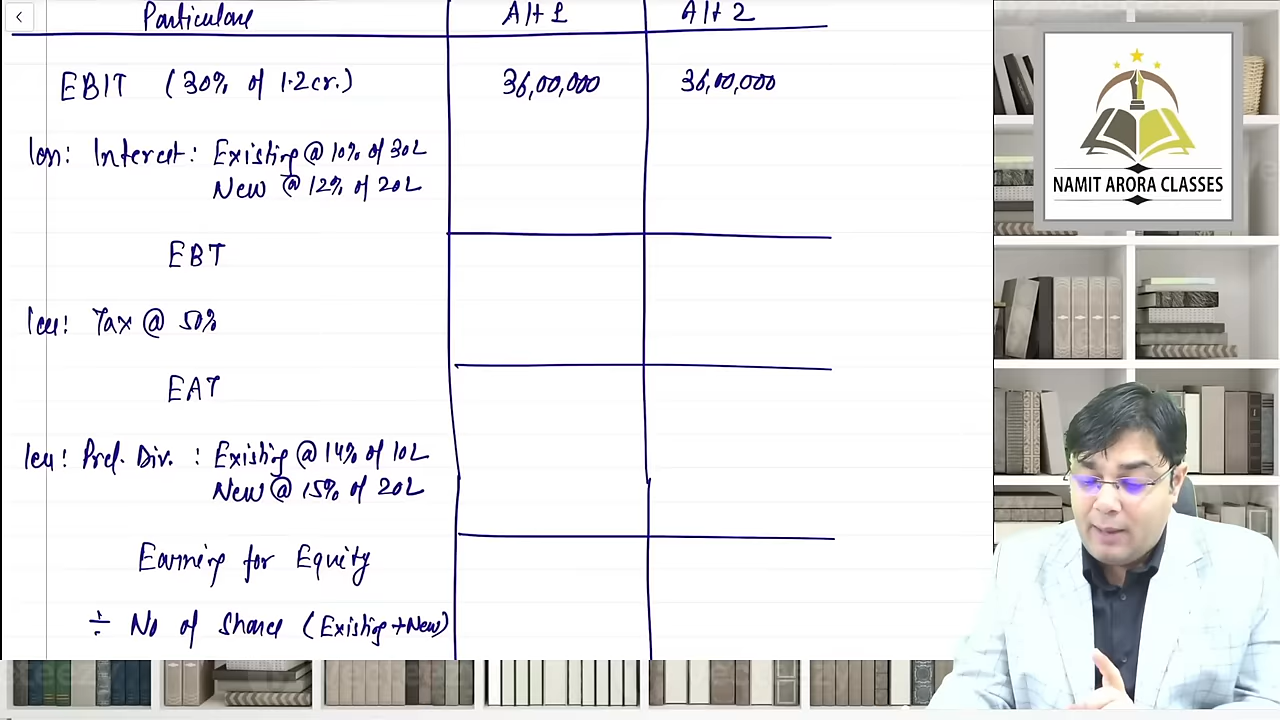 Particulars Alt 1 Alt 2
EBIT (30% of 1.2cr.) 36,00,000 36,00,000
less: Interest: Existing @ 10% of 30L
New @ 12% of 20L
EBT
less: Tax @ 50%
EAT
less: Pref. Div. : Existing @ 14% of 10L
New @ 15% of 20L
Earning for Equity
÷ No of Shares (Existing + New)
NAMIT ARORA CLASSES